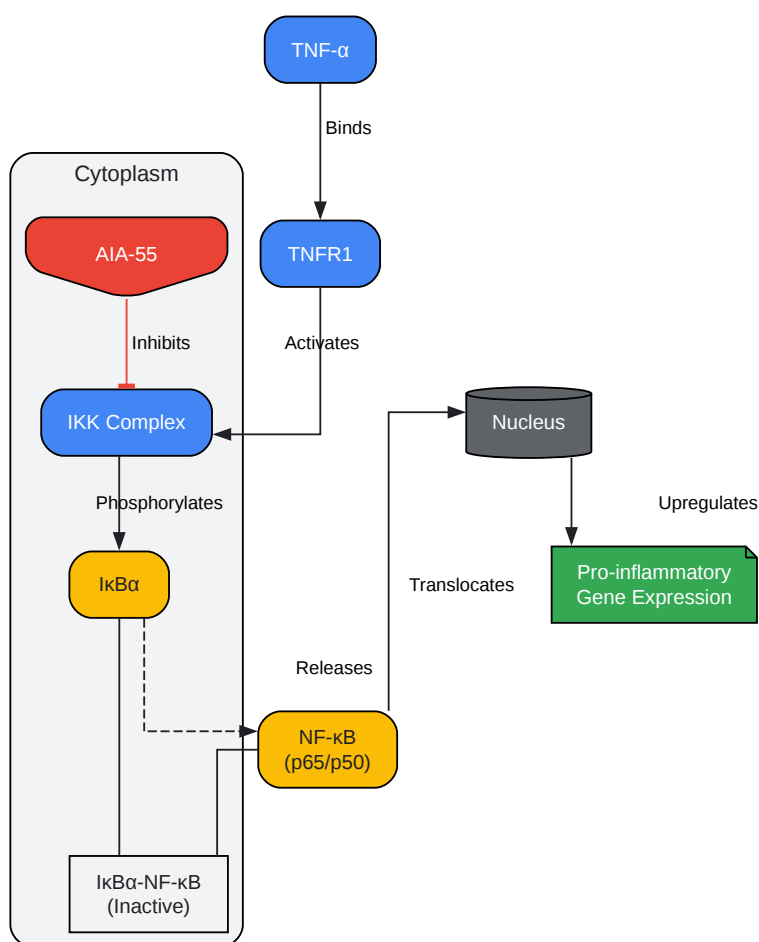 TNF-α
Binds
Cytoplasm
AIA-55
TNFR1
Inhibits
Activates
IKK Complex
Nucleus
Phosphorylates
Upregulates
IκBα
Translocates
Pro-inflammatory
Gene Expression
Releases
NF-κB
(p65/p50)
IκBα-NF-κB
(Inactive)